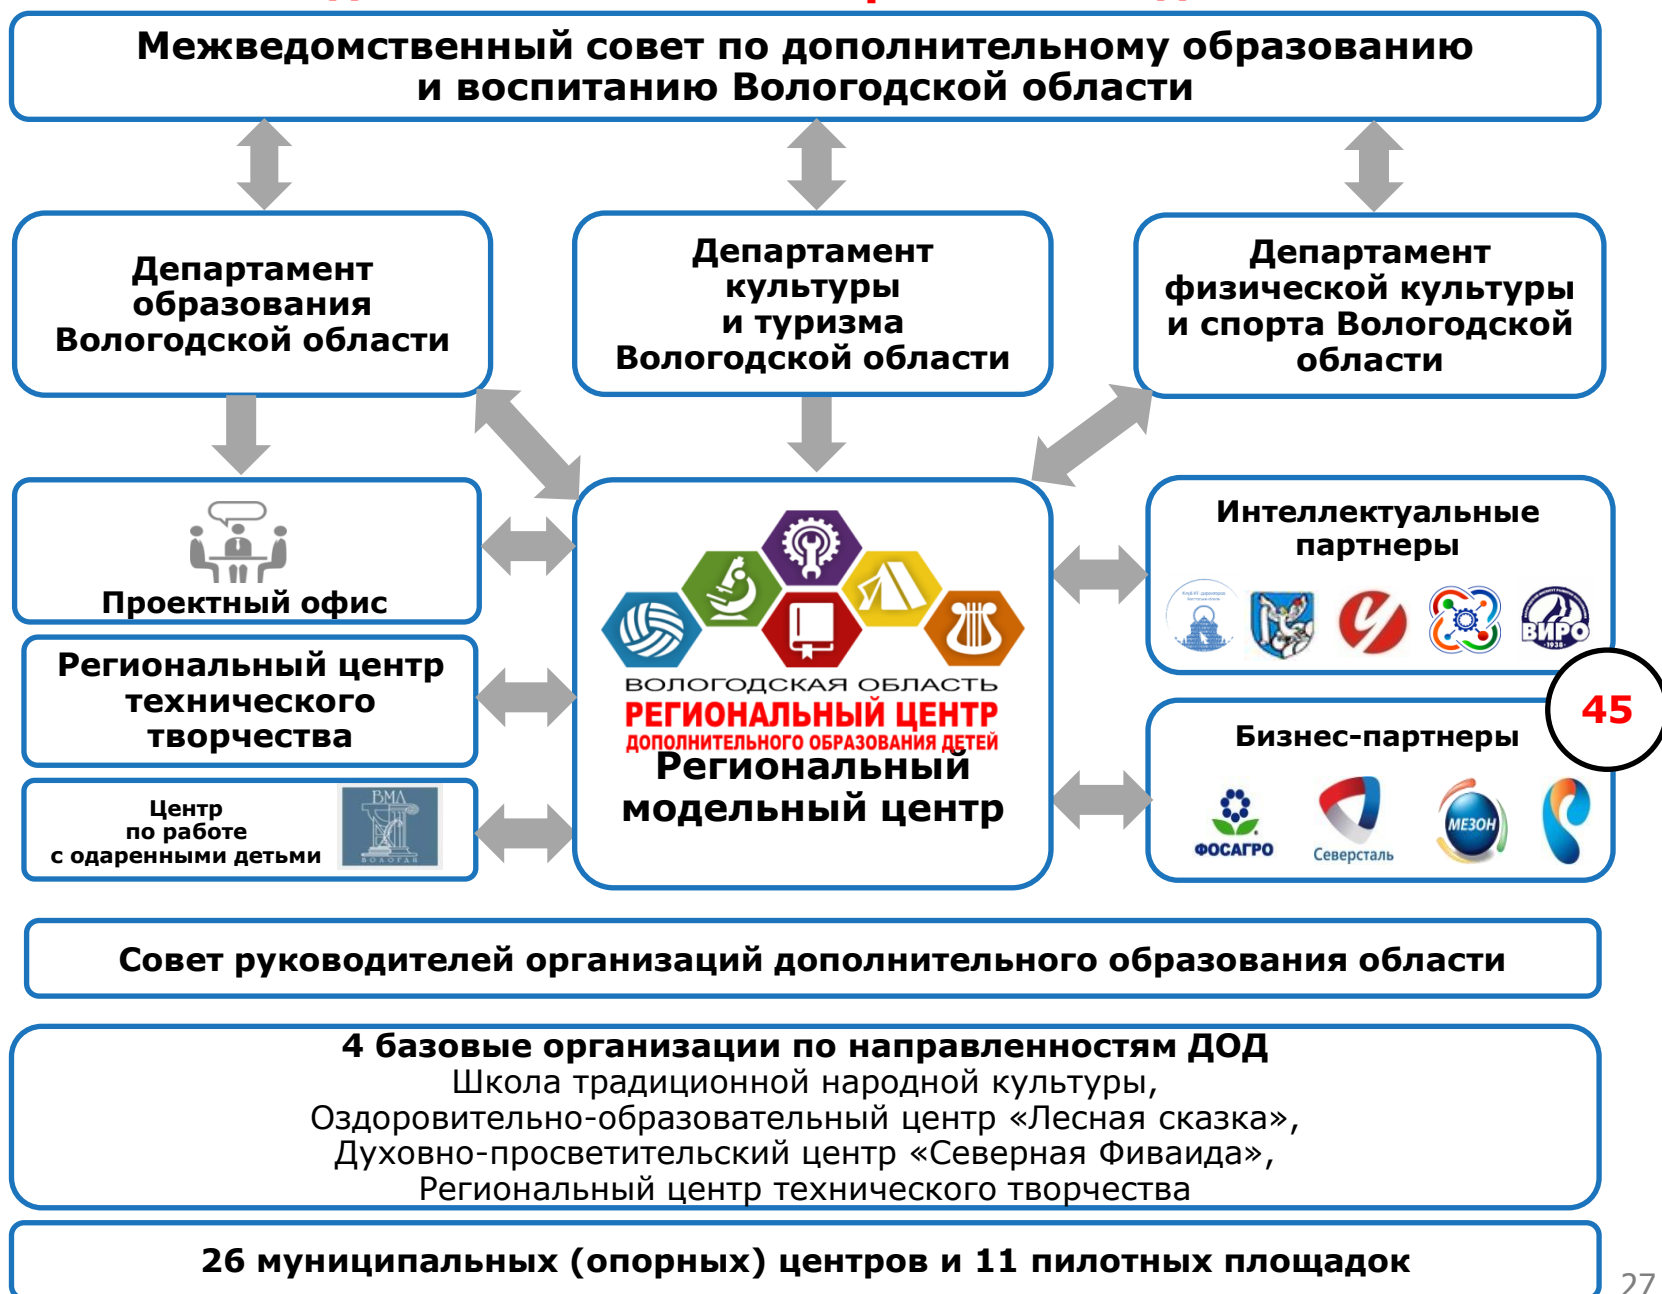 Межведомственный совет по дополнительному образованию
и воспитанию Вологодской области
Департамент
образования
Вологодской области
Департамент
культуры
и туризма
Вологодской области
Департамент
физической культуры
и спорта Вологодской
области
Проектный офис
Региональный центр
технического
творчества
Центр
по работе
с одаренными детьми
ВМЛ
ВОЛОГДА
ВОЛОГОДСКАЯ ОБЛАСТЬ
РЕГИОНАЛЬНЫЙ ЦЕНТР
ДОПОЛНИТЕЛЬНОГО ОБРАЗОВАНИЯ ДЕТЕЙ
Региональный
модельный центр
Интеллектуальные
партнеры
ВИРО
1938
45
Бизнес-партнеры
ФОСАГРО
Северсталь
МЕЗОН
Совет руководителей организаций дополнительного образования области
4 базовые организации по направленностям ДОД
Школа традиционной народной культуры,
Оздоровительно-образовательный центр «Лесная сказка»,
Духовно-просветительский центр «Северная Фиваида»,
Региональный центр технического творчества
26 муниципальных (опорных) центров и 11 пилотных площадок
27